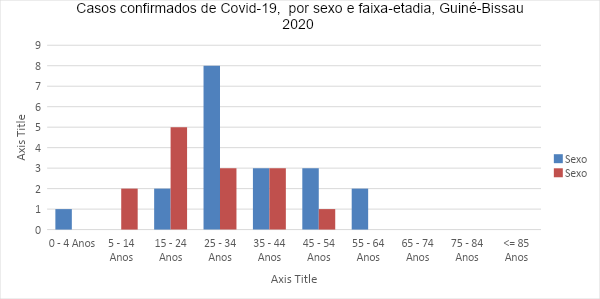 Casos confirmados de Covid-19,  por sexo e faixa-etadia, Guiné-Bissau
2020
9
8
7
6
5
4
3
2
1
0
Axis Title
0 - 4 Anos
5 - 14
Anos
15 - 24
Anos
25 - 34
Anos
35 - 44
Anos
45 - 54
Anos
55 - 64
Anos
65 - 74
Anos
75 - 84
Anos
<= 85
Anos
Axis Title
Sexo
Sexo